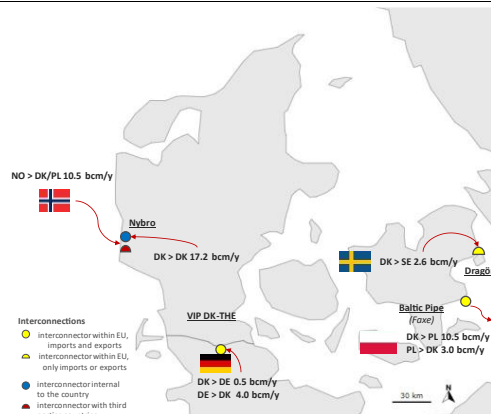 NO > DK/PL 10.5 bcm/y
Nybro
DK > DK 17.2 bcm/y
DK > SE 2.6 bcm/y
Dragö
Baltic Pipe
(Faxe)
DK > PL 10.5 bcm/y
PL > DK 3.0 bcm/y
VIP DK-THE
DK > DE 0.5 bcm/y
DE > DK 4.0 bcm/y
Interconnections
interconnector within EU,
imports and exports
interconnector within EU,
only imports or exports
interconnector internal
to the country
interconnector with third
30 km
N